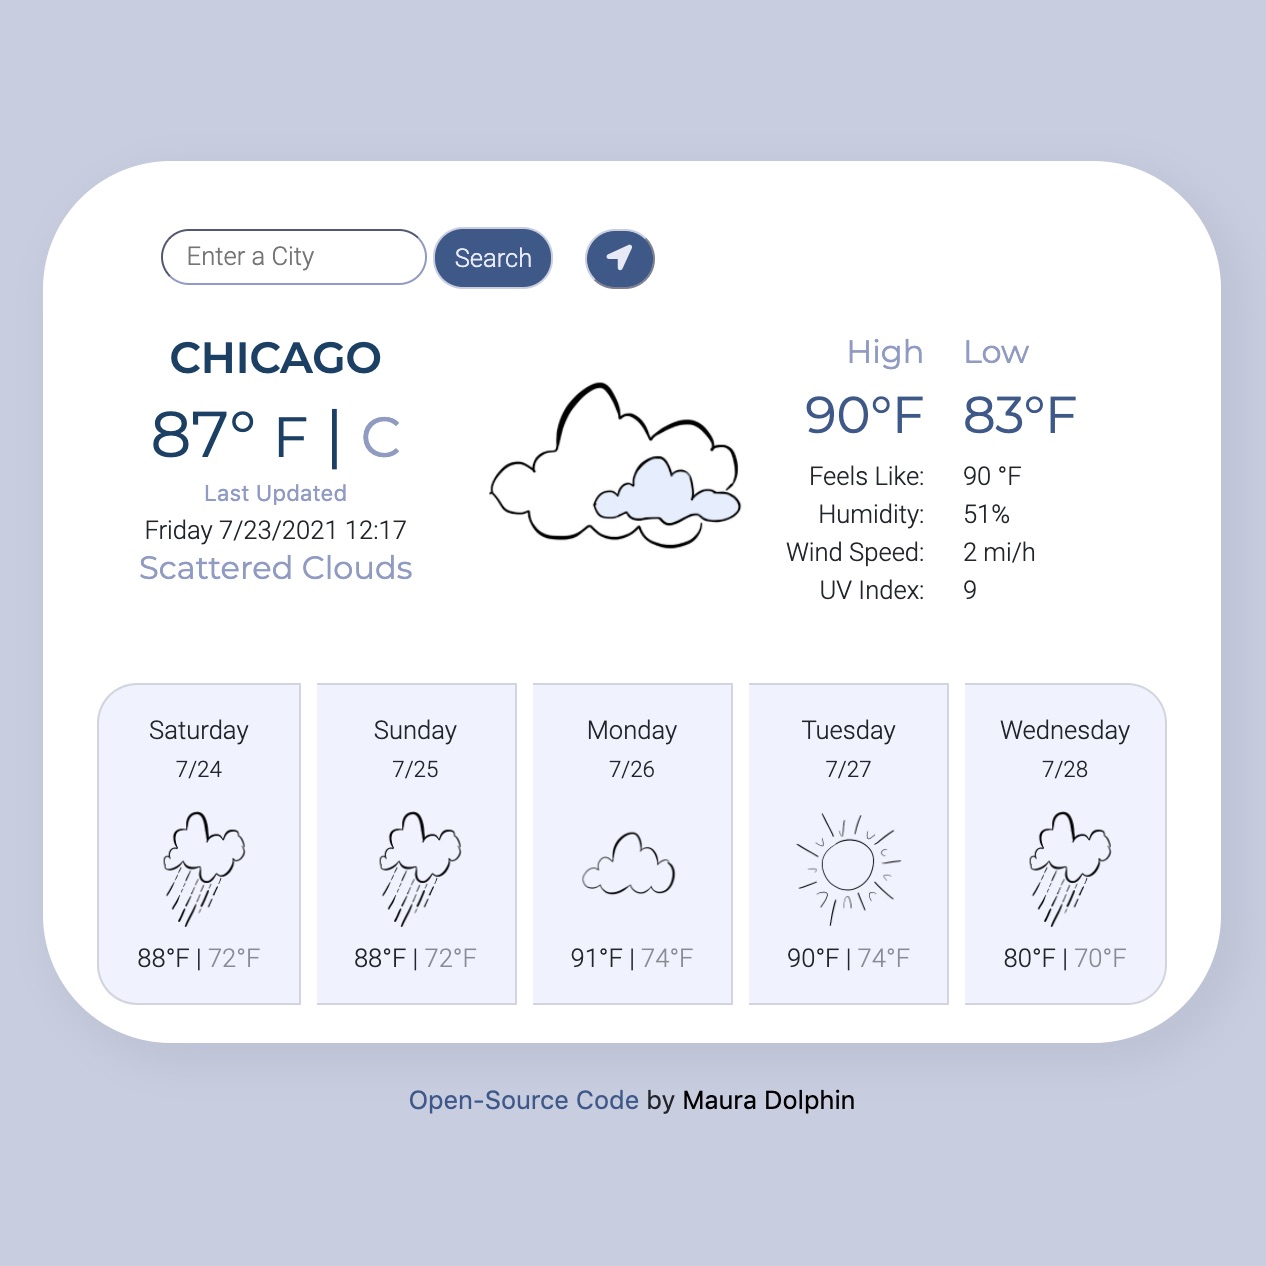 Enter a City
Search
CHICAGO
87° F | C
Last Updated
Friday 7/23/2021 12:17
Scattered Clouds
High Low
90°F 83°F
Feels Like: 90 °F
Humidity: 51%
Wind Speed: 2 mi/h
UV Index: 9
Saturday
7/24
88°F | 72°F
Sunday
7/25
88°F | 72°F
Monday
7/26
91°F | 74°F
Tuesday
7/27
90°F | 74°F
Wednesday
7/28
80°F | 70°F
Open-Source Code by Maura Dolphin